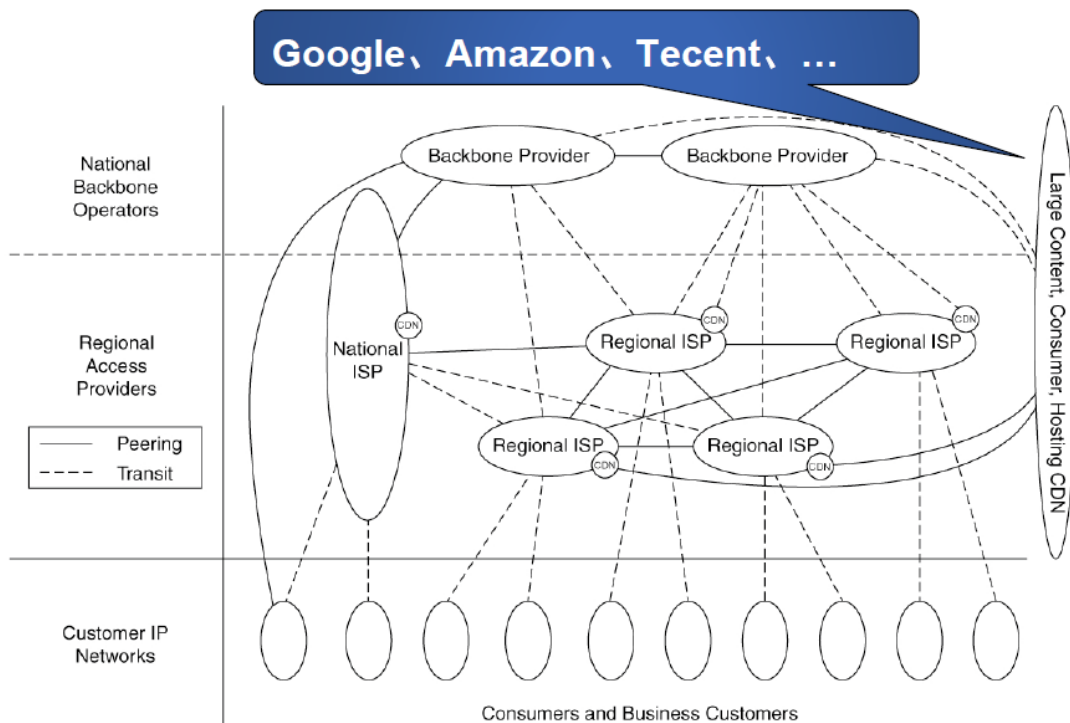 Google、Amazon、Tecent、…
National
Backbone
Operators
Backbone Provider
Backbone Provider
Large Content, Consumer, Hosting CDN
Regional
Access
Providers
CDN
National
ISP
CDN
Regional ISP
CDN
Regional ISP
Regional ISP
CDN
Regional ISP
CDN
Peering
Transit
Customer IP
Networks
Consumers and Business Customers